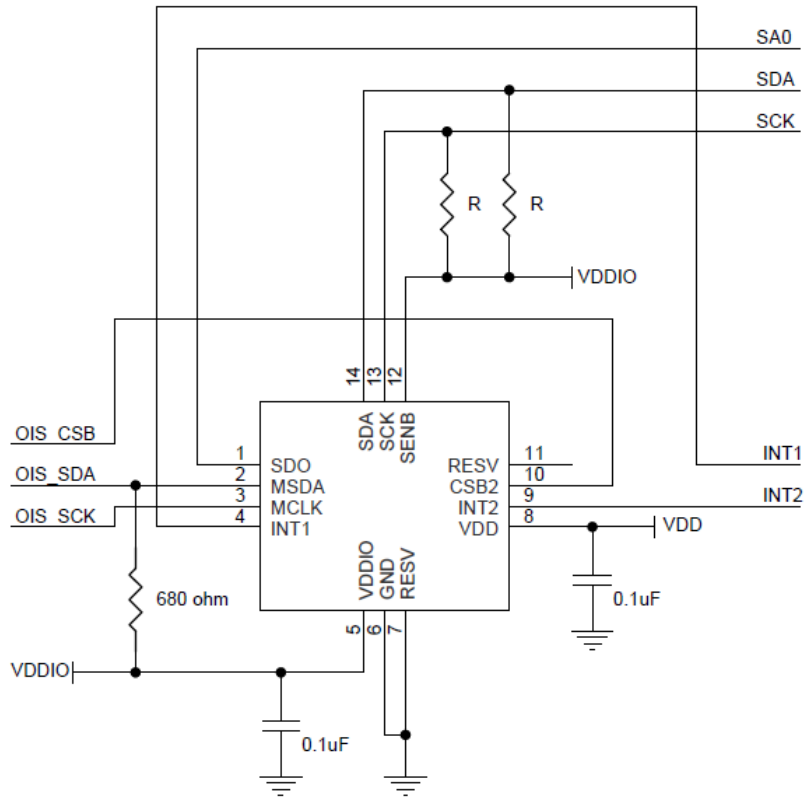 SA0
SDA
SCK
R
R
VDDIO
14
13
12
OIS_CSB
SDA
SCK
SENB
1
SDO
RESV
11
INT1
OIS_SDA
2
MSDA
CSB2
10
OIS_SCK
3
MCLK
INT2
9
INT2
4
INT1
VDD
8
VDD
680 ohm
VDDIO
GND
RESV
0.1uF
5
6
7
VDDIO
0.1uF